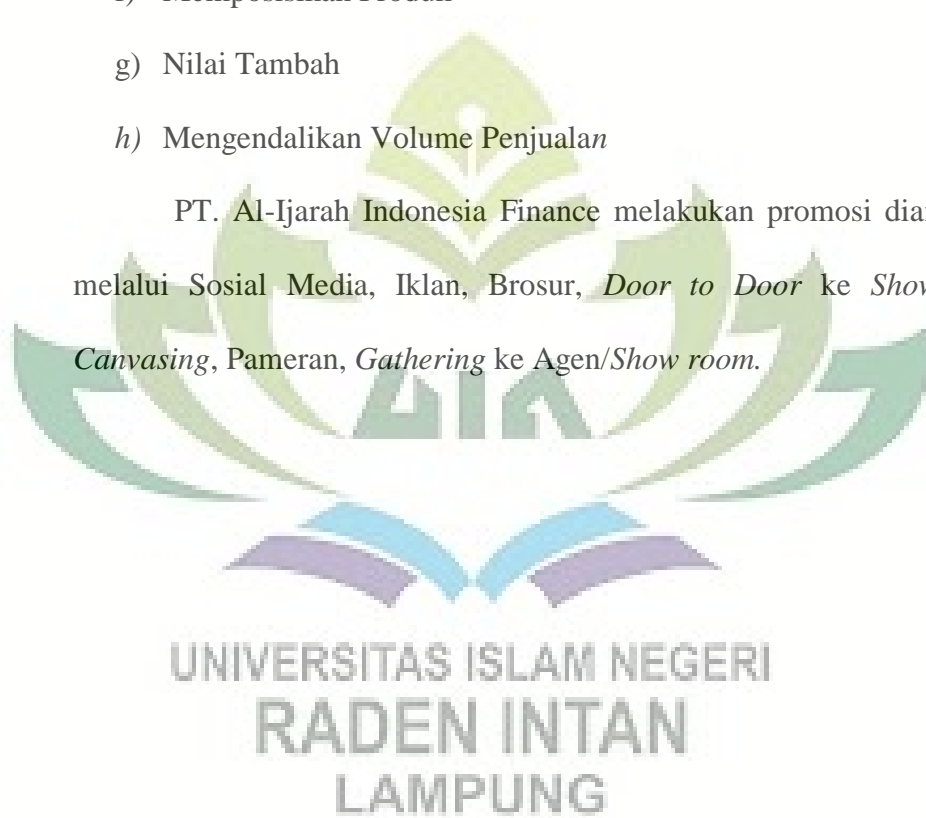 g) Nilai Tambah
h) Mengendalikan Volume Penjualan
PT. Al-Ijarah Indonesia Finance melakukan promosi
melalui Sosial Media, Iklan, Brosur, Door to Door ke
Canvasing, Pameran, Gathering ke Agen/Show room.
UNIVERSITAS ISLAM NEGERI
RADEN INTAN
LAMPUNG